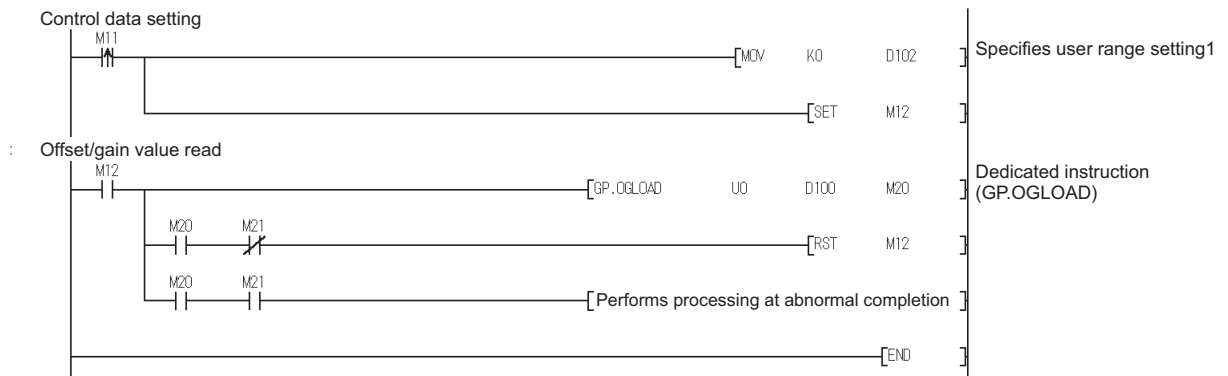 Control data setting
M11
MOV K0 D102 Specifies user range setting1
SET M12
: Offset/gain value read
M12
GP.OGLOAD U0 D100 M20 Dedicated instruction
(GP.OGLOAD)
M20 M21
RST M12
M20 M21
Performs processing at abnormal completion
END